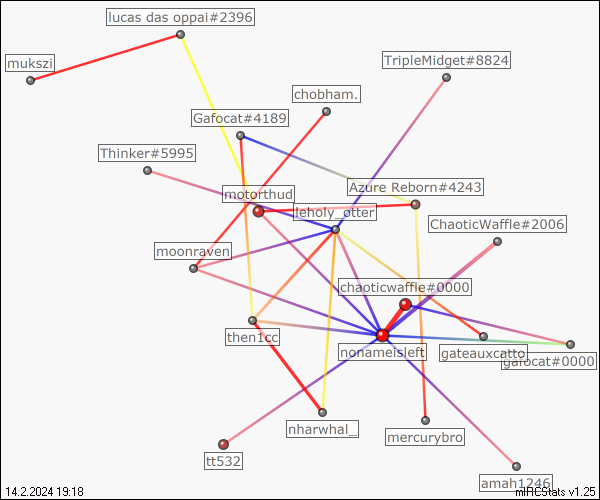 lucas das oppai#2396
mukszi
TripleMidget#8824
chobham.
Gafocat#4189
Thinker#5995
motorthud
Azure Reborn#4243
leholy_otter
ChaoticWaffle#2006
moonraven
chaoticwaffle#0000
then1cc
nonameisleft
gateauxcatto
gafocat#0000
nharwhal_
mercurybro
tt532
amah1246
14.2.2024 19:18
mIRCStats v1.25